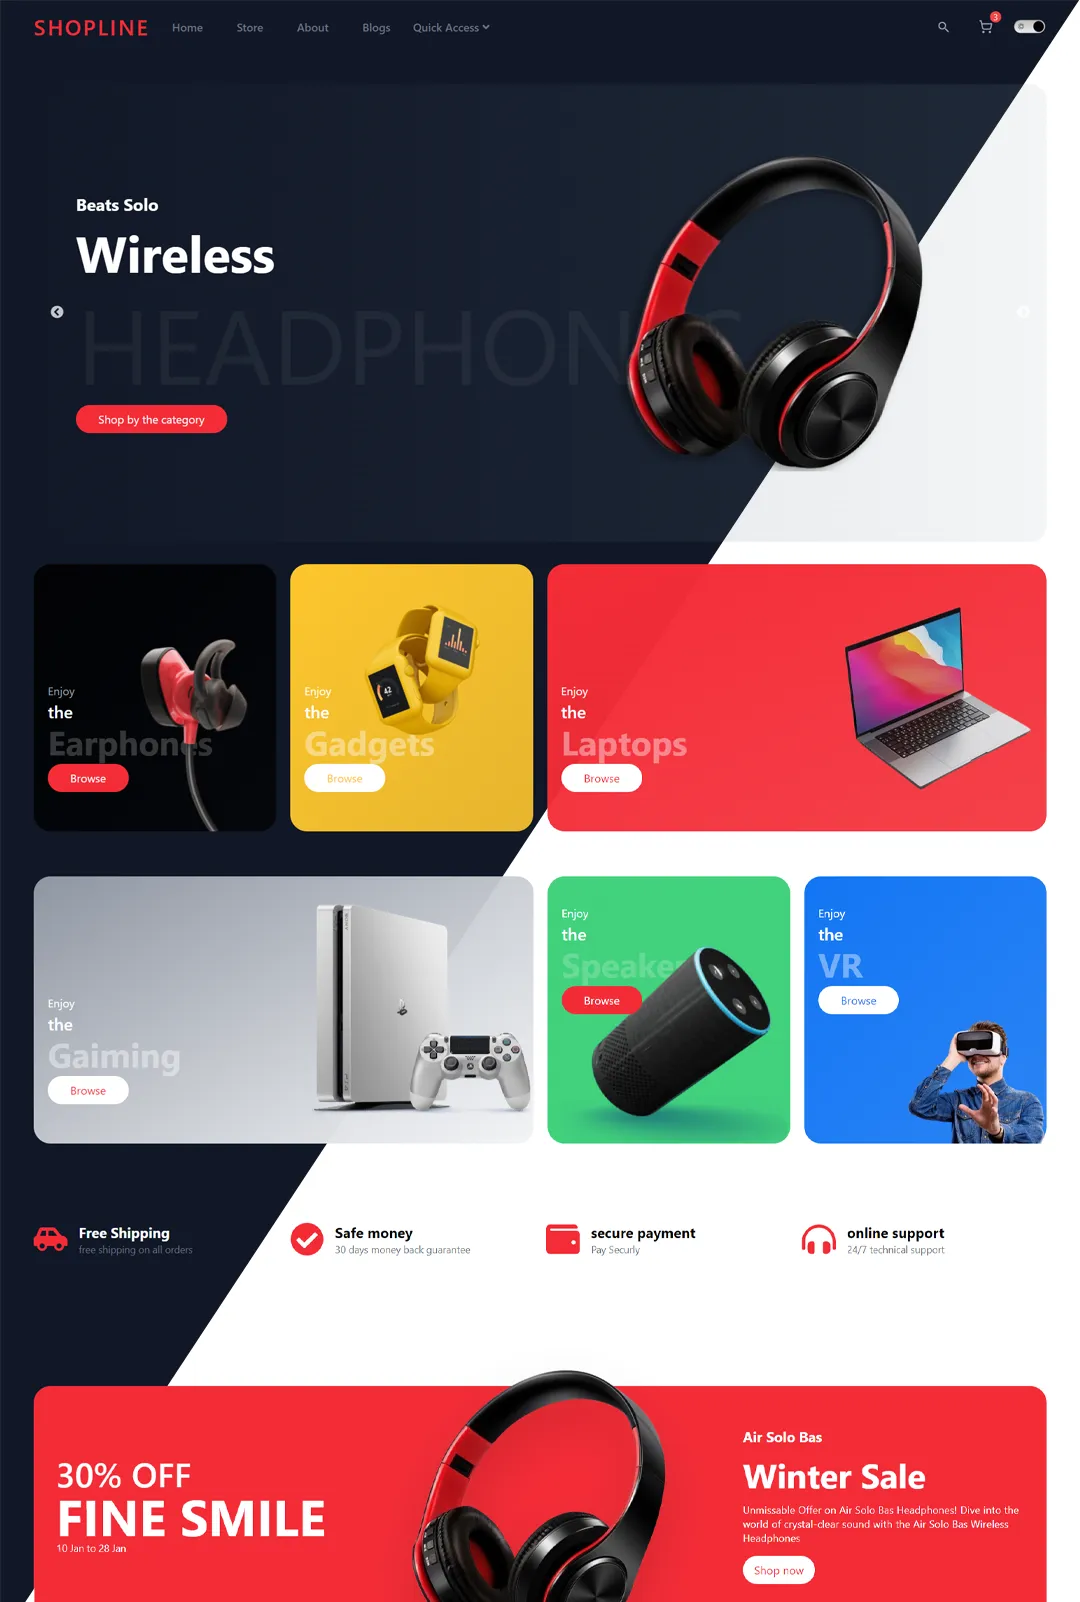 SHOPLINE
Home Store About Blogs Quick Access
3
Beats Solo
Wireless
HEADPHONES
Shop by the category
Enjoy
the
Earphones
Browse
Enjoy
the
Gadgets
Browse
Enjoy
the
Laptops
Browse
Enjoy
the
Gaiming
Browse
Enjoy
the
Speaker
Browse
Enjoy
the
VR
Browse
Free Shipping
free shipping on all orders
Safe money
30 days money back guarantee
secure payment
Pay Securly
online support
24/7 technical support
30% OFF
FINE SMILE
10 Jan to 28 Jan
Air Solo Bas
Winter Sale
Unmissable Offer on Air Solo Bas Headphones! Dive into the
world of crystal-clear sound with the Air Solo Bas Wireless
Headphones
Shop now